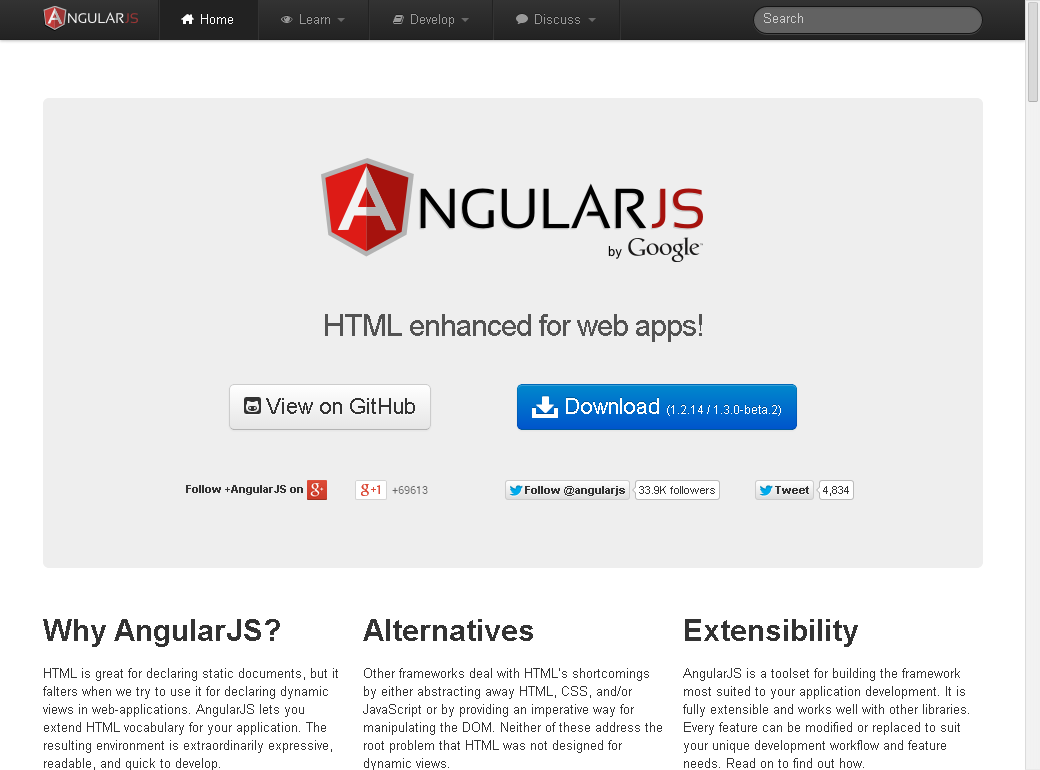 ANGULARJS Home Learn Develop Discuss Search
ANGULARJS
by Google™
HTML enhanced for web apps!
View on GitHub Download (1.2.14 / 1.3.0-beta.2)
Follow +AngularJS on g+ g+1 +69613 Follow @angularjs 33.9K followers Tweet 4,834
Why AngularJS?
HTML is great for declaring static documents, but it
falters when we try to use it for declaring dynamic
views in web-applications. AngularJS lets you
extend HTML vocabulary for your application. The
resulting environment is extraordinarily expressive,
readable, and quick to develop.
Alternatives
Other frameworks deal with HTML's shortcomings
by either abstracting away HTML, CSS, and/or
JavaScript or by providing an imperative way for
manipulating the DOM. Neither of these address the
root problem that HTML was not designed for
dynamic views.
Extensibility
AngularJS is a toolset for building the framework
most suited to your application development. It is
fully extensible and works well with other libraries.
Every feature can be modified or replaced to suit
your unique development workflow and feature
needs. Read on to find out how.